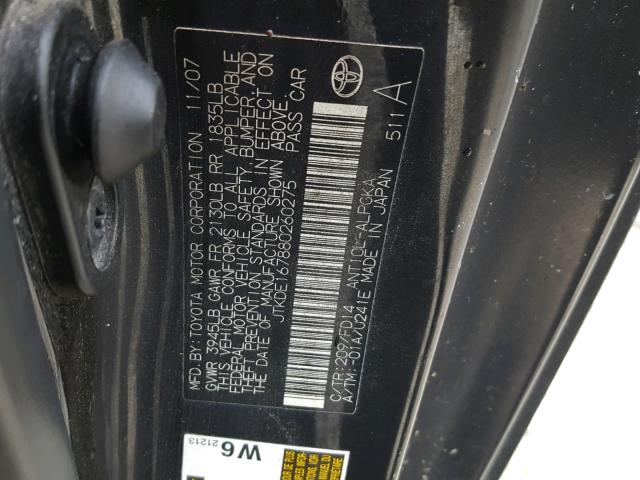 MFD.BY:TOYOTA MOTOR CORPORATION 11/07
GVWR 3945LB GAWR FR 2130LB RR 1835LB
THIS VEHICLE CONFORMS TO ALL APPLICABLE
FEDERAL MOTOR VEHICLE SAFETY, BUMPER, AND
THEFT PREVENTION STANDARDS IN EFFECT ON
THE DATE OF MANUFACTURE SHOWN ABOVE.
JTKDE167880260275 PASS CAR
C/TR:209/FD14 ANT10L-ALPGKA
A/TM:-01A/U241E MADE IN JAPAN 511 A
W6
21213